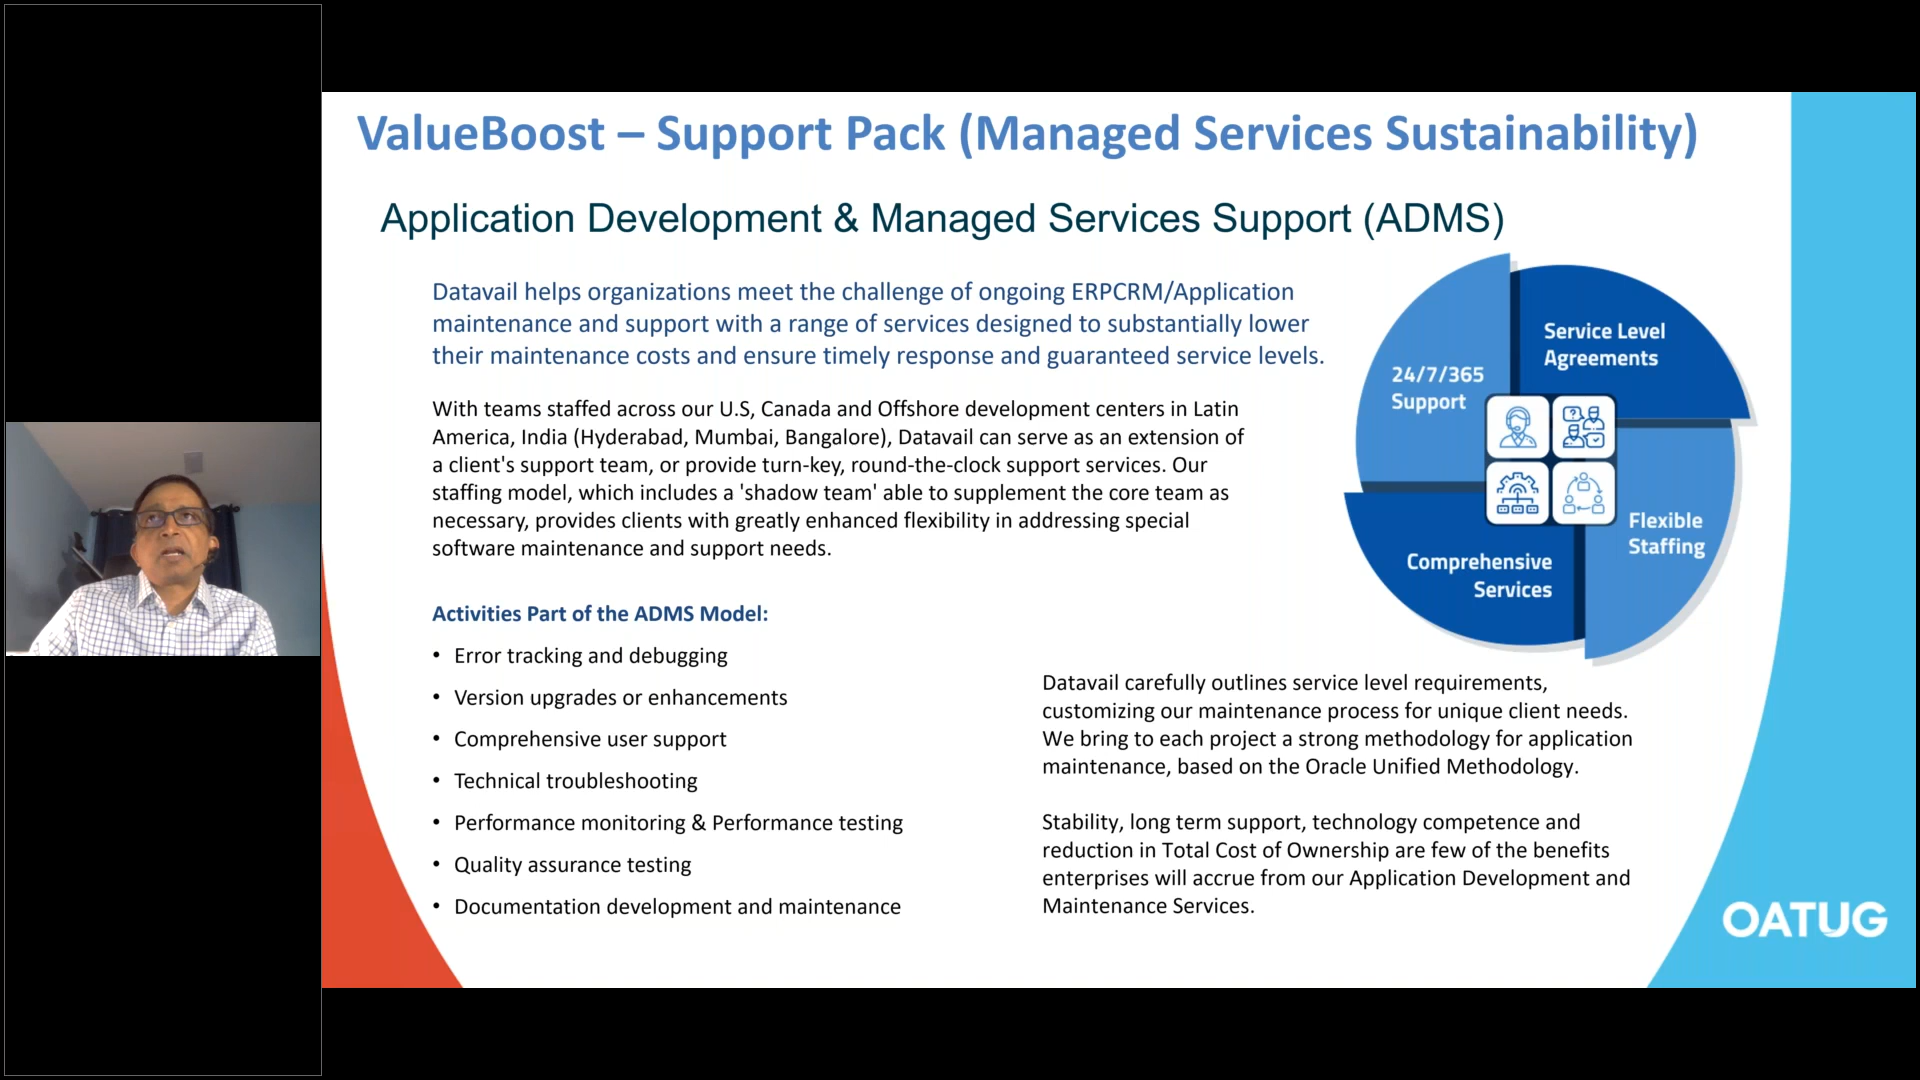 ValueBoost – Support Pack (Managed Services Sustainability)
Application Development & Managed Services Support (ADMS)
Datavail helps organizations meet the challenge of ongoing ERPCRM/Application
maintenance and support with a range of services designed to substantially lower
their maintenance costs and ensure timely response and guaranteed service levels.
With teams staffed across our U.S, Canada and Offshore development centers in Latin
America, India (Hyderabad, Mumbai, Bangalore), Datavail can serve as an extension of
a client's support team, or provide turn-key, round-the-clock support services. Our
staffing model, which includes a 'shadow team' able to supplement the core team as
necessary, provides clients with greatly enhanced flexibility in addressing special
software maintenance and support needs.
24/7/365
Support
Service Level
Agreements
Comprehensive
Services
Flexible
Staffing
Activities Part of the ADMS Model:
• Error tracking and debugging
• Version upgrades or enhancements
• Comprehensive user support
• Technical troubleshooting
• Performance monitoring & Performance testing
• Quality assurance testing
• Documentation development and maintenance
Datavail carefully outlines service level requirements,
customizing our maintenance process for unique client needs.
We bring to each project a strong methodology for application
maintenance, based on the Oracle Unified Methodology.
Stability, long term support, technology competence and
reduction in Total Cost of Ownership are few of the benefits
enterprises will accrue from our Application Development and
Maintenance Services.
OATUG